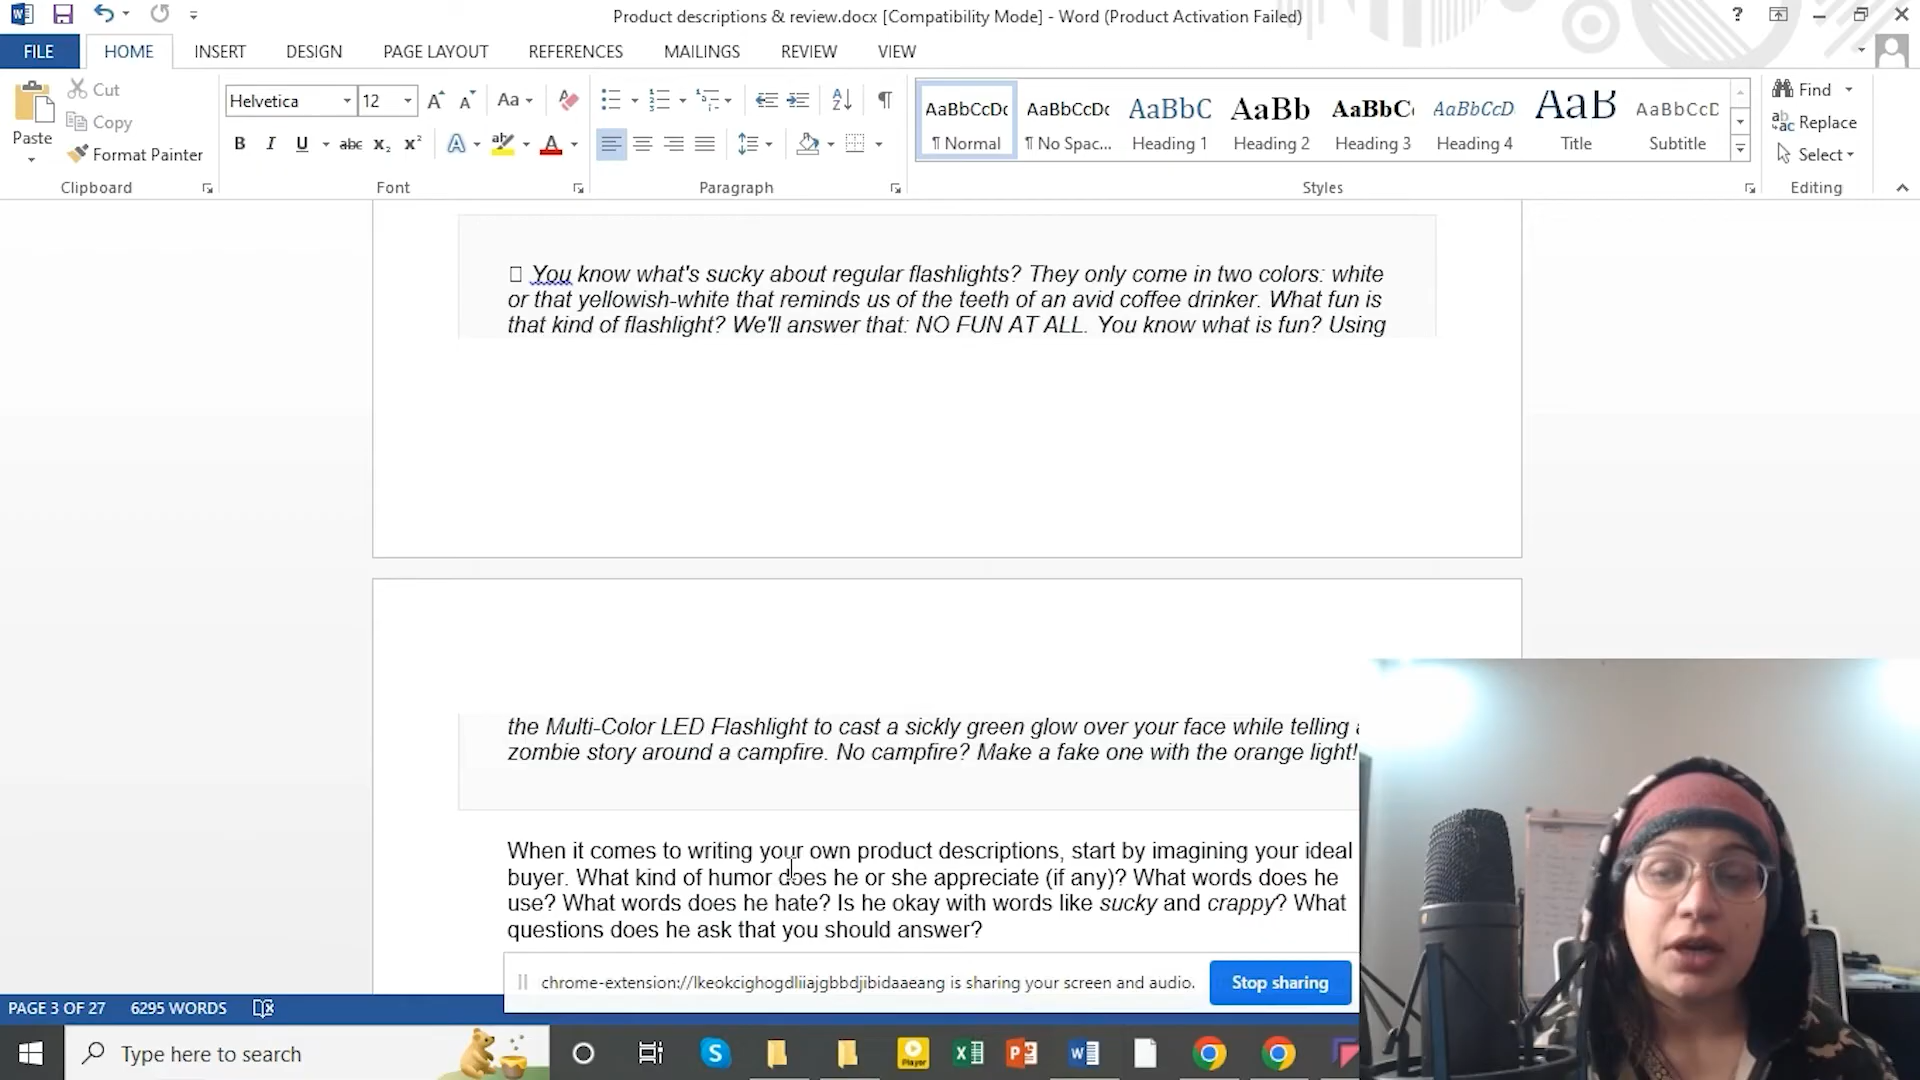 Product descriptions & review.docx [Compatibility Mode] - Word (Product Activation Failed)
FILE HOME INSERT DESIGN PAGE LAYOUT REFERENCES MAILINGS REVIEW VIEW
Paste
Cut
Copy
Format Painter
Clipboard
Helvetica 12
Font
Paragraph
AaBbCcDc AaBbCcDc AaBbC AaBb AaBbC AaBbCcD AaB AaBbCcD
¶ Normal ¶ No Spac... Heading 1 Heading 2 Heading 3 Heading 4 Title Subtitle
Styles
Find
Replace
Select
Editing
You know what's sucky about regular flashlights? They only come in two colors: white
or that yellowish-white that reminds us of the teeth of an avid coffee drinker. What fun is
that kind of flashlight? We'll answer that: NO FUN AT ALL. You know what is fun? Using
the Multi-Color LED Flashlight to cast a sickly green glow over your face while telling a
zombie story around a campfire. No campfire? Make a fake one with the orange light!
When it comes to writing your own product descriptions, start by imagining your ideal
buyer. What kind of humor does he or she appreciate (if any)? What words does he
use? What words does he hate? Is he okay with words like sucky and crappy? What
questions does he ask that you should answer?
chrome-extension://lkeokcighogdliiajgbbdjibidaaeang is sharing your screen and audio. Stop sharing
PAGE 3 OF 27 6295 WORDS
Type here to search
Player